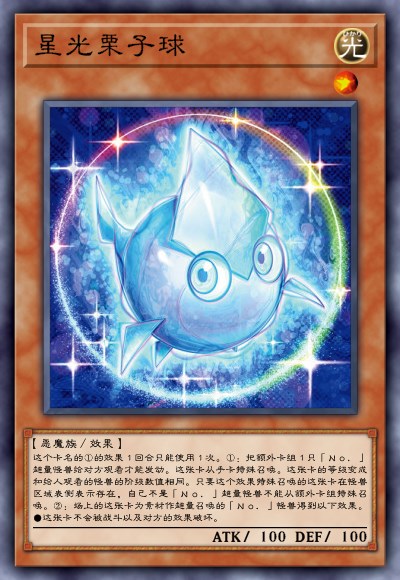 星光栗子球
ひかり
光
【恶魔族／效果】
这个卡名的①的效果1回合只能使用1次。①：把额外卡组1只「No．」
超量怪兽给对方观看才能发动。这张卡从手卡特殊召唤。这张卡的等级变成
和给人观看的怪兽的阶级数值相同。只要这个效果特殊召唤的这张卡在怪兽
区域表侧表示存在，自己不是「No．」超量怪兽不能从额外卡组特殊召
唤。②：场上的这张卡为素材作超量召唤的「No．」怪兽得到以下效果。
●这张卡不会被战斗以及对方的效果破坏。
ATK/ 100 DEF/ 100